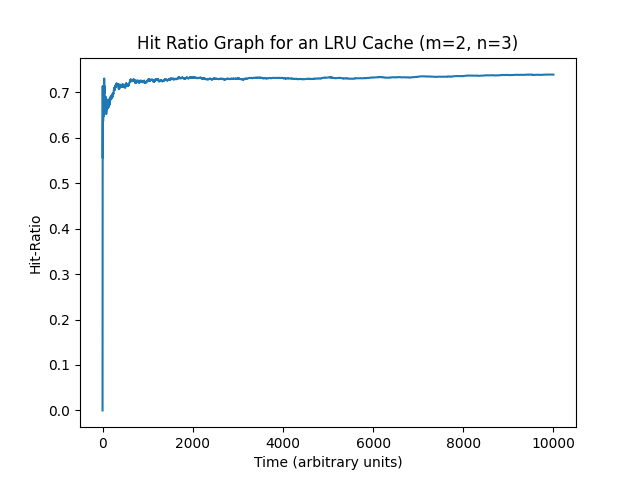 Hit Ratio Graph for an LRU Cache (m=2, n=3)
0.7
0.6
0.5
0.4
0.3
0.2
0.1
0.0
Hit-Ratio
0 2000 4000 6000 8000 10000
Time (arbitrary units)